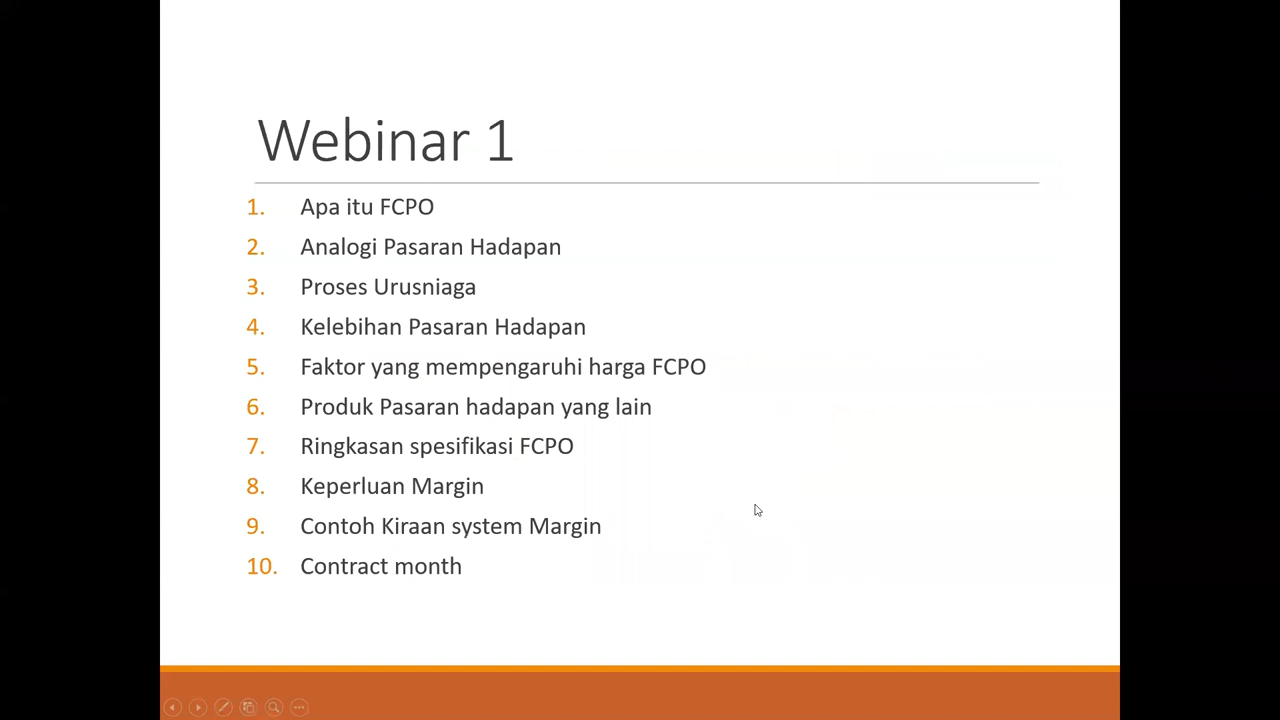 Webinar 1
1. Apa itu FCPO
2. Analogi Pasaran Hadapan
3. Proses Urusniaga
4. Kelebihan Pasaran Hadapan
5. Faktor yang mempengaruhi harga FCPO
6. Produk Pasaran hadapan yang lain
7. Ringkasan spesifikasi FCPO
8. Keperluan Margin
9. Contoh Kiraan system Margin
10. Contract month